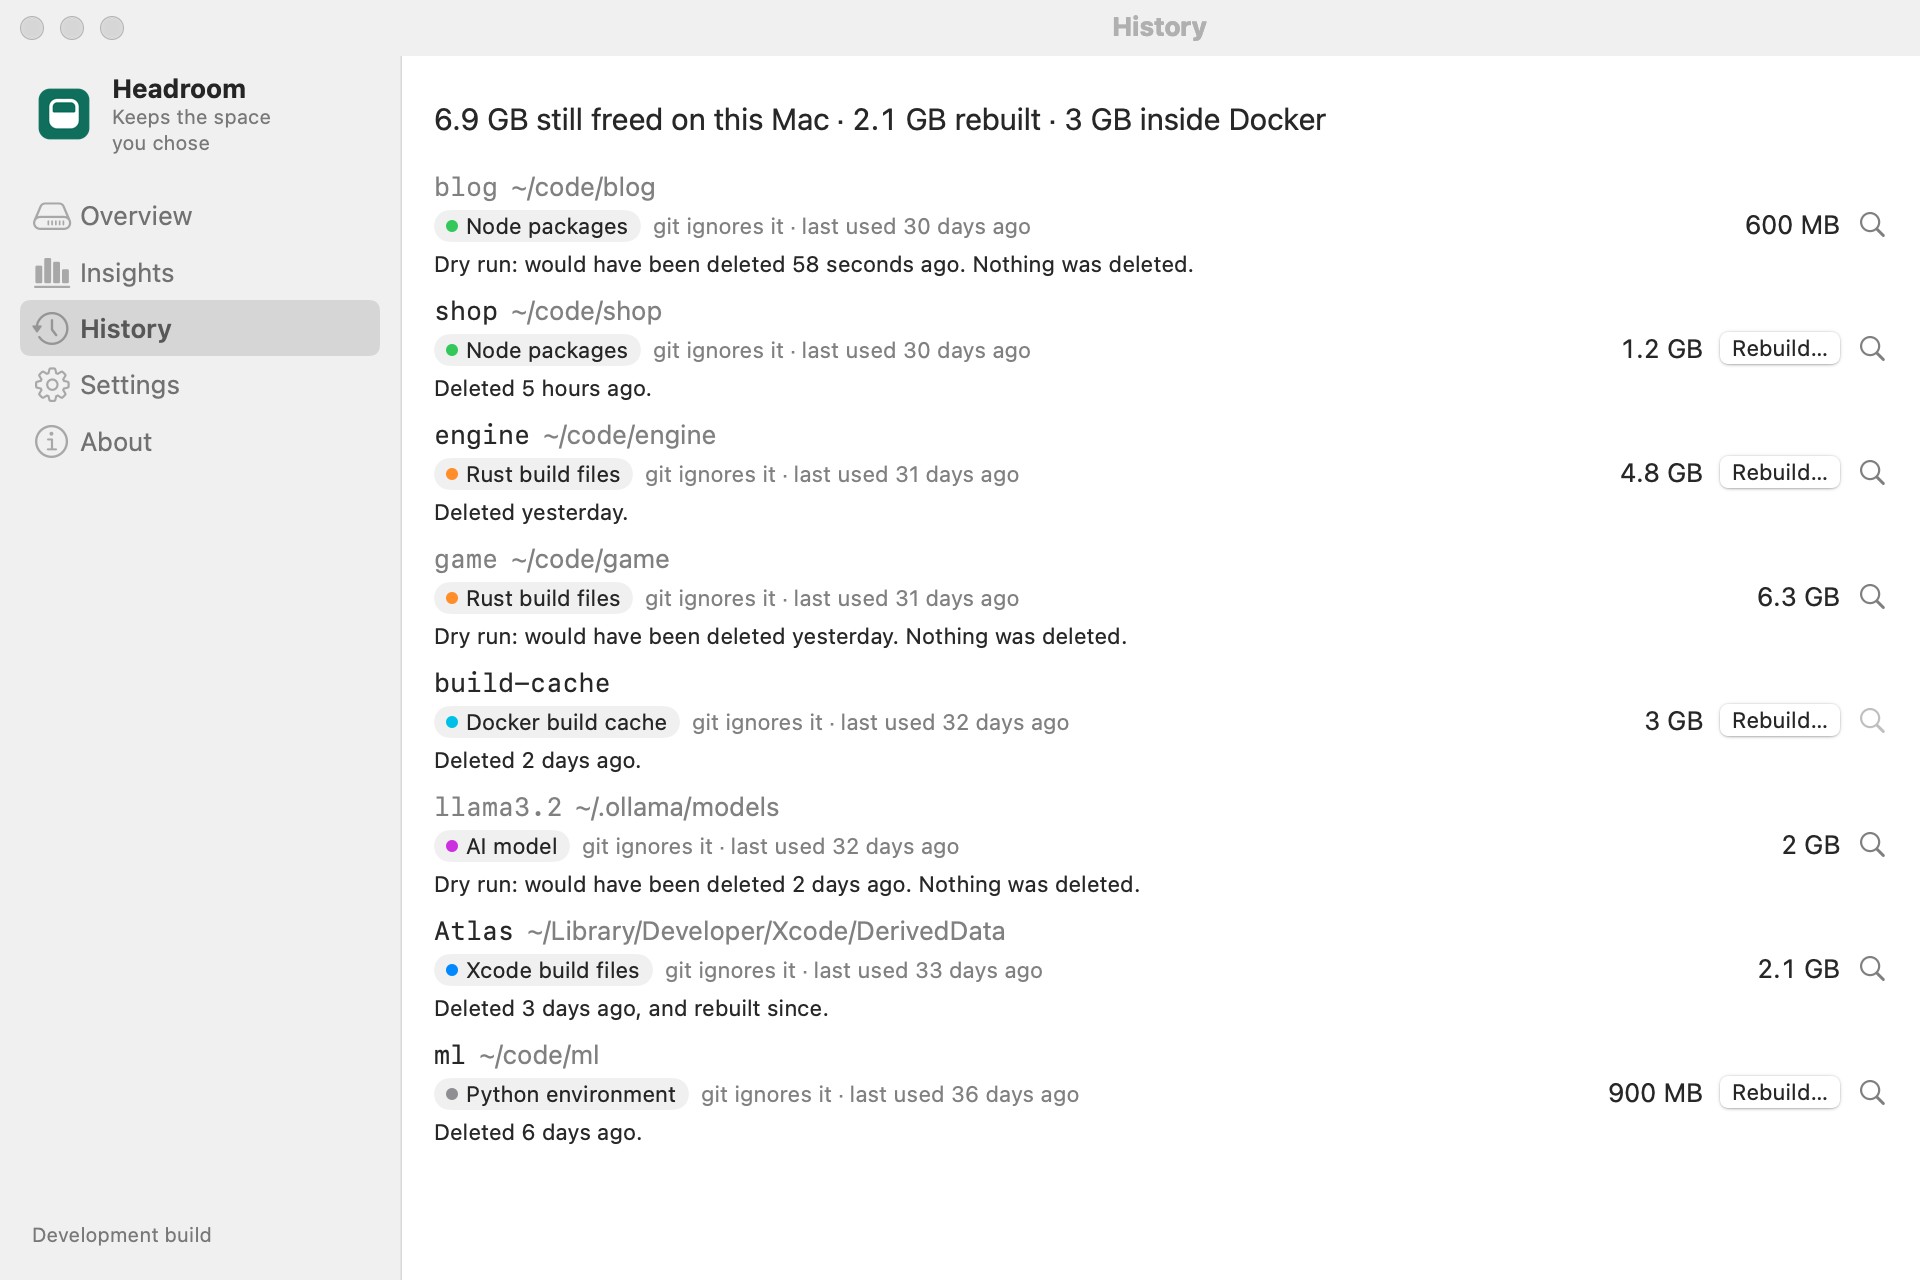 History
Headroom
Keeps the space
you chose
Overview
Insights
History
Settings
About
Development build
6.9 GB still freed on this Mac · 2.1 GB rebuilt · 3 GB inside Docker
blog ~/code/blog
Node packages git ignores it · last used 30 days ago 600 MB
Dry run: would have been deleted 58 seconds ago. Nothing was deleted.
shop ~/code/shop
Node packages git ignores it · last used 30 days ago 1.2 GB Rebuild...
Deleted 5 hours ago.
engine ~/code/engine
Rust build files git ignores it · last used 31 days ago 4.8 GB Rebuild...
Deleted yesterday.
game ~/code/game
Rust build files git ignores it · last used 31 days ago 6.3 GB
Dry run: would have been deleted yesterday. Nothing was deleted.
build-cache
Docker build cache git ignores it · last used 32 days ago 3 GB Rebuild...
Deleted 2 days ago.
llama3.2 ~/.ollama/models
AI model git ignores it · last used 32 days ago 2 GB
Dry run: would have been deleted 2 days ago. Nothing was deleted.
Atlas ~/Library/Developer/Xcode/DerivedData
Xcode build files git ignores it · last used 33 days ago 2.1 GB
Deleted 3 days ago, and rebuilt since.
ml ~/code/ml
Python environment git ignores it · last used 36 days ago 900 MB Rebuild...
Deleted 6 days ago.